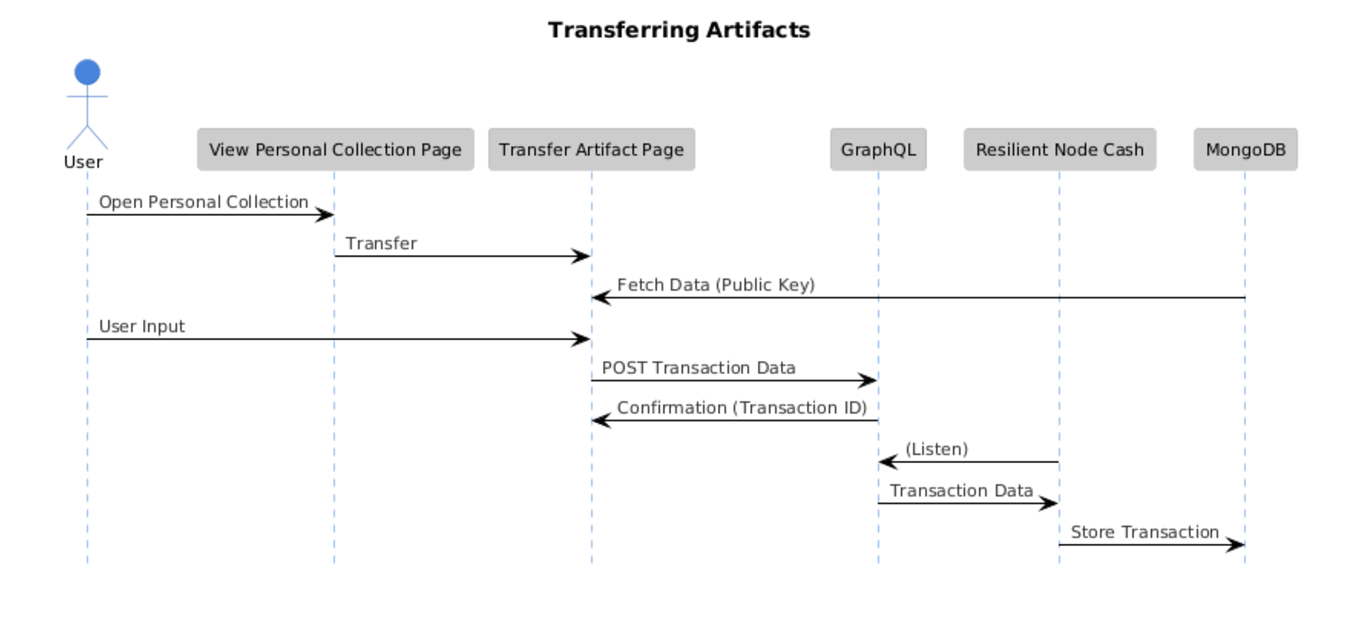 Transferring Artifacts
User
View Personal Collection Page
Transfer Artifact Page
GraphQL
Resilient Node Cash
MongoDB
Open Personal Collection
Transfer
Fetch Data (Public Key)
User Input
POST Transaction Data
Confirmation (Transaction ID)
(Listen)
Transaction Data
Store Transaction